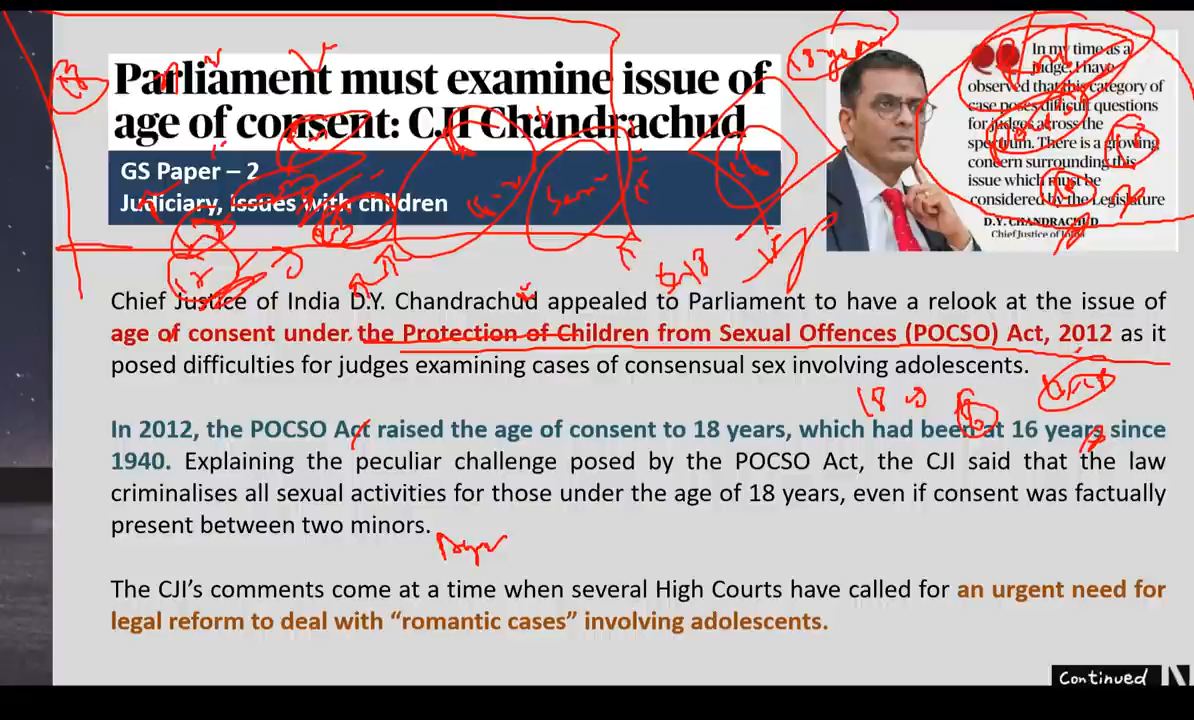 Parliament must examine issue of
age of consent: CJI Chandrachud
GS Paper – 2
Judiciary, Issues with children
In my time as a
judge, I have
observed that this category of
case poses difficult questions
for judges across the
spectrum. There is a growing
concern surrounding this
issue which must be
considered by the Legislature
D.Y. CHANDRACHUD
Chief Justice of India
18 years
Chief Justice of India D.Y. Chandrachud appealed to Parliament to have a relook at the issue of
age of consent under the Protection of Children from Sexual Offences (POCSO) Act, 2012 as it
posed difficulties for judges examining cases of consensual sex involving adolescents.
18
In 2012, the POCSO Act raised the age of consent to 18 years, which had been at 16 years since
1940. Explaining the peculiar challenge posed by the POCSO Act, the CJI said that the law
criminalises all sexual activities for those under the age of 18 years, even if consent was factually
present between two minors.
The CJI’s comments come at a time when several High Courts have called for an urgent need for
legal reform to deal with “romantic cases” involving adolescents.
Continued